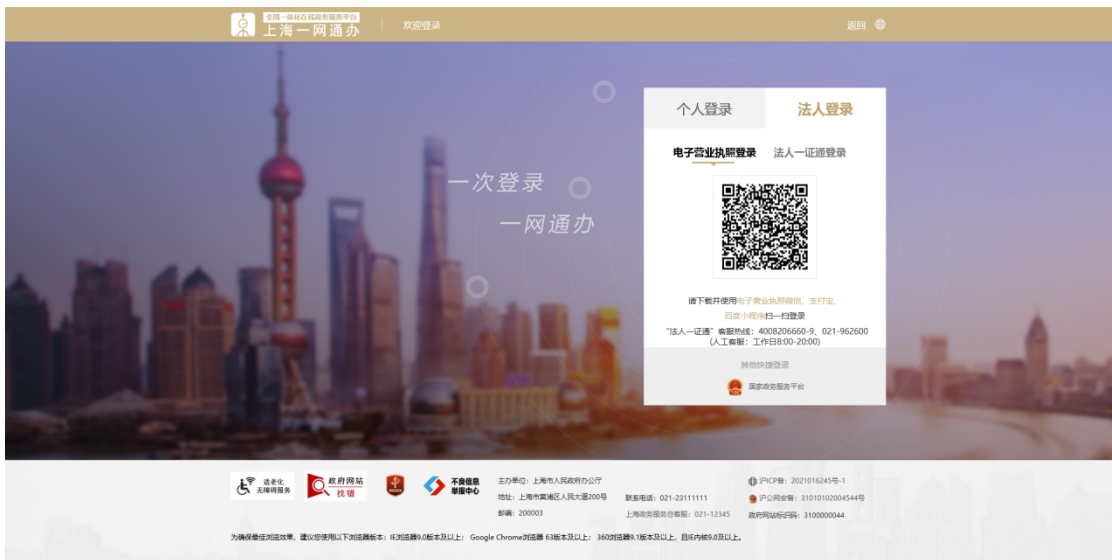 全国一体化在线政务服务平台
上海一网通办
欢迎登录
返回
一次登录
一网通办
个人登录
法人登录
电子营业执照登录
法人一证通登录
请下载并使用电子营业执照微信、支付宝、
百度小程序扫一扫登录
“法人一证通”客服热线：4008206660-9、021-962600
(人工客服：工作日8:00-20:00)
其他快捷登录
国家政务服务平台
适老化
无障碍服务
政府网站
找错
不良信息
举报中心
主办单位：上海市人民政府办公厅
地址：上海市黄浦区人民大道200号
邮编：200003
联系电话：021-23111111
上海政务服务总客服：021-12345
沪ICP备：2021016245号-1
沪公网安备：31010102004544号
政府网站标识码：3100000044
为确保最佳浏览效果，建议您使用以下浏览器版本：IE浏览器9.0版本及以上； Google Chrome浏览器 63版本及以上； 360浏览器9.1版本及以上，且IE内核9.0及以上。